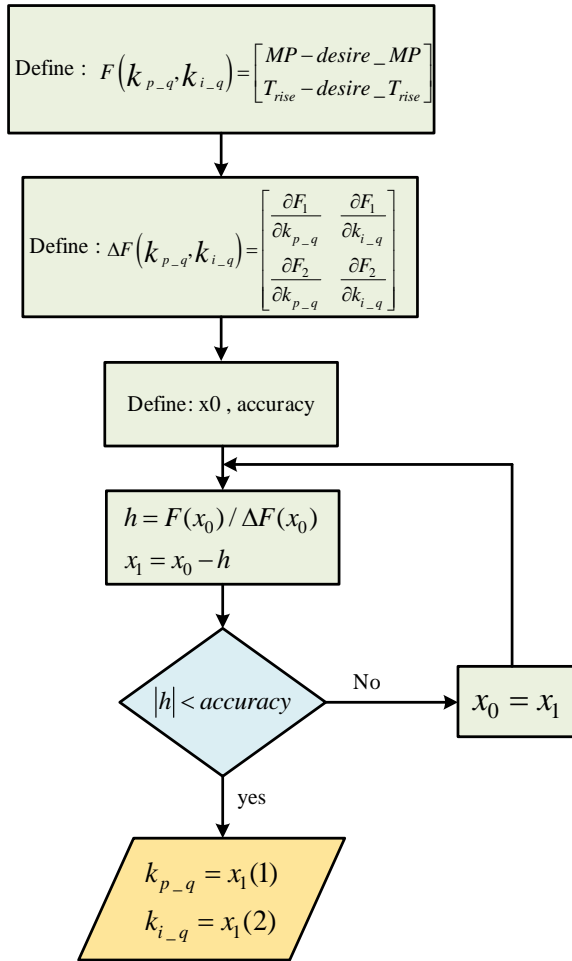 Define : F(k_{p_q}, k_{i_q}) = [MP − desire_MP
T_{rise} − desire_T_{rise}]
Define : ΔF(k_{p_q}, k_{i_q}) = [∂F_1/∂k_{p_q} ∂F_1/∂k_{i_q}
∂F_2/∂k_{p_q} ∂F_2/∂k_{i_q}]
Define: x0 , accuracy
h = F(x_0) / ΔF(x_0)
x_1 = x_0 − h
|h| < accuracy
No
x_0 = x_1
yes
k_{p_q} = x_1(1)
k_{i_q} = x_1(2)